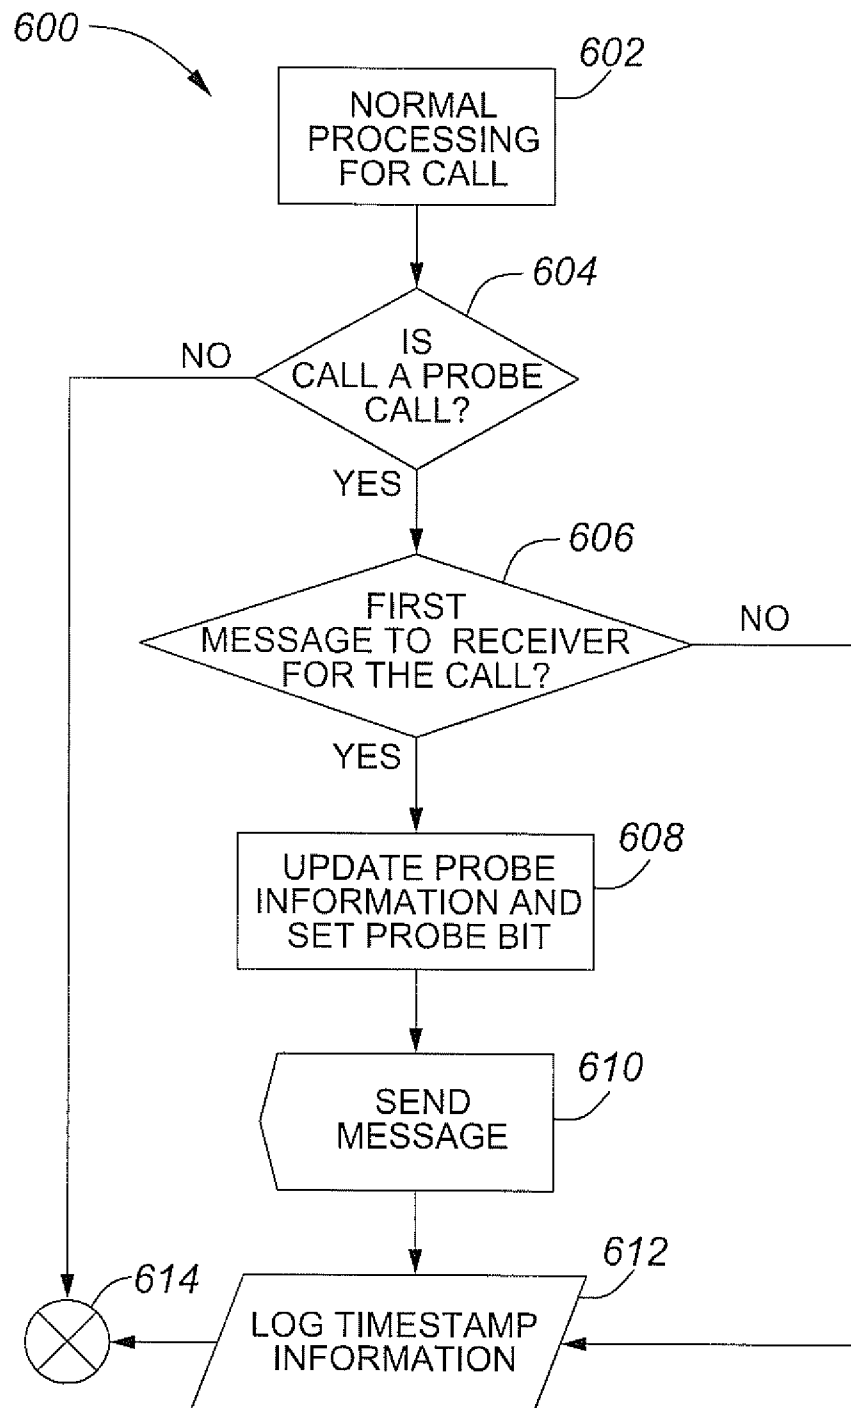 600
602
NORMAL
PROCESSING
FOR CALL
604
IS
CALL A PROBE
CALL?
NO
YES
606
FIRST
MESSAGE TO RECEIVER
FOR THE CALL?
NO
YES
608
UPDATE PROBE
INFORMATION AND
SET PROBE BIT
610
SEND
MESSAGE
612
614
LOG TIMESTAMP
INFORMATION